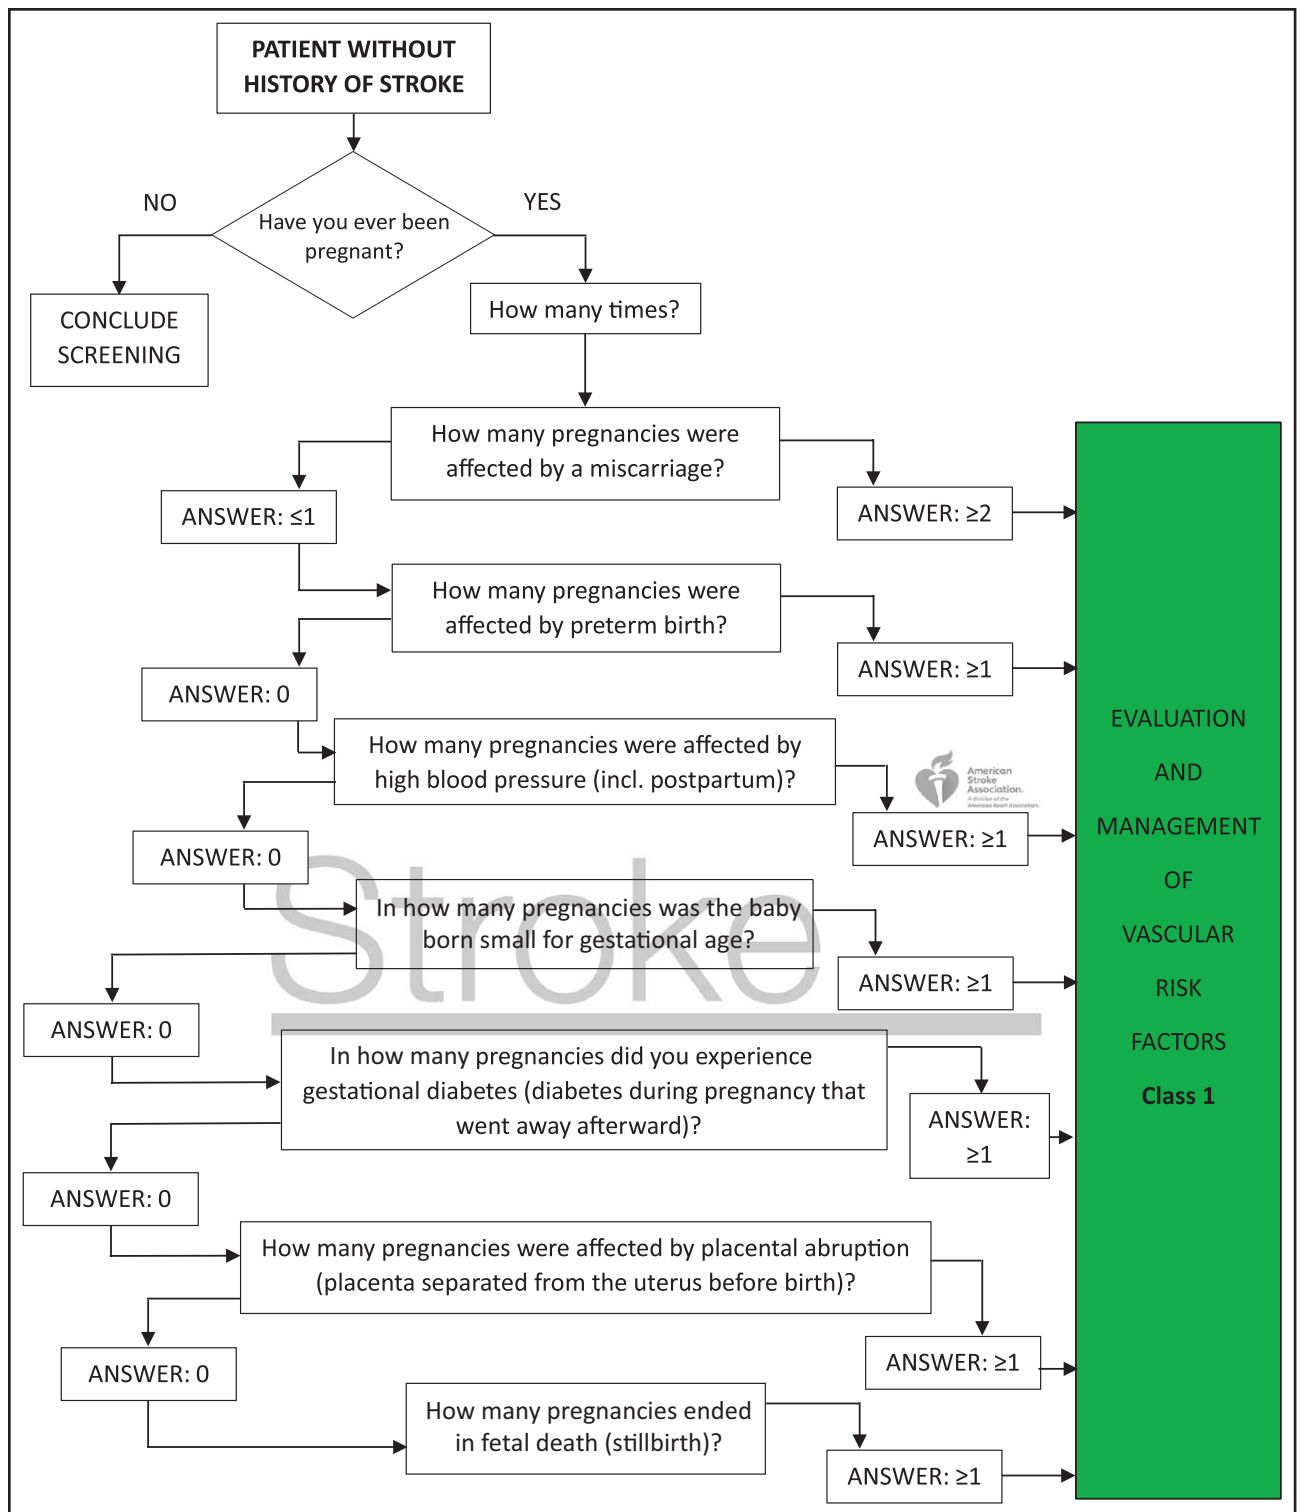 PATIENT WITHOUT
HISTORY OF STROKE
NO
YES
Have you ever been
pregnant?
How many times?
CONCLUDE
SCREENING
How many pregnancies were
affected by a miscarriage?
ANSWER: ≤1
ANSWER: ≥2
How many pregnancies were
affected by preterm birth?
ANSWER: 0
ANSWER: ≥1
How many pregnancies were affected by
high blood pressure (incl. postpartum)?
American
Stroke
Association.
A division of the
American Heart Association.
ANSWER: 0
ANSWER: ≥1
Stroke
In how many pregnancies was the baby
born small for gestational age?
ANSWER: 0
ANSWER: ≥1
In how many pregnancies did you experience
gestational diabetes (diabetes during pregnancy that
went away afterward)?
ANSWER: 0
ANSWER:
≥1
How many pregnancies were affected by placental abruption
(placenta separated from the uterus before birth)?
ANSWER: 0
ANSWER: ≥1
How many pregnancies ended
in fetal death (stillbirth)?
ANSWER: ≥1
EVALUATION
AND
MANAGEMENT
OF
VASCULAR
RISK
FACTORS
Class 1